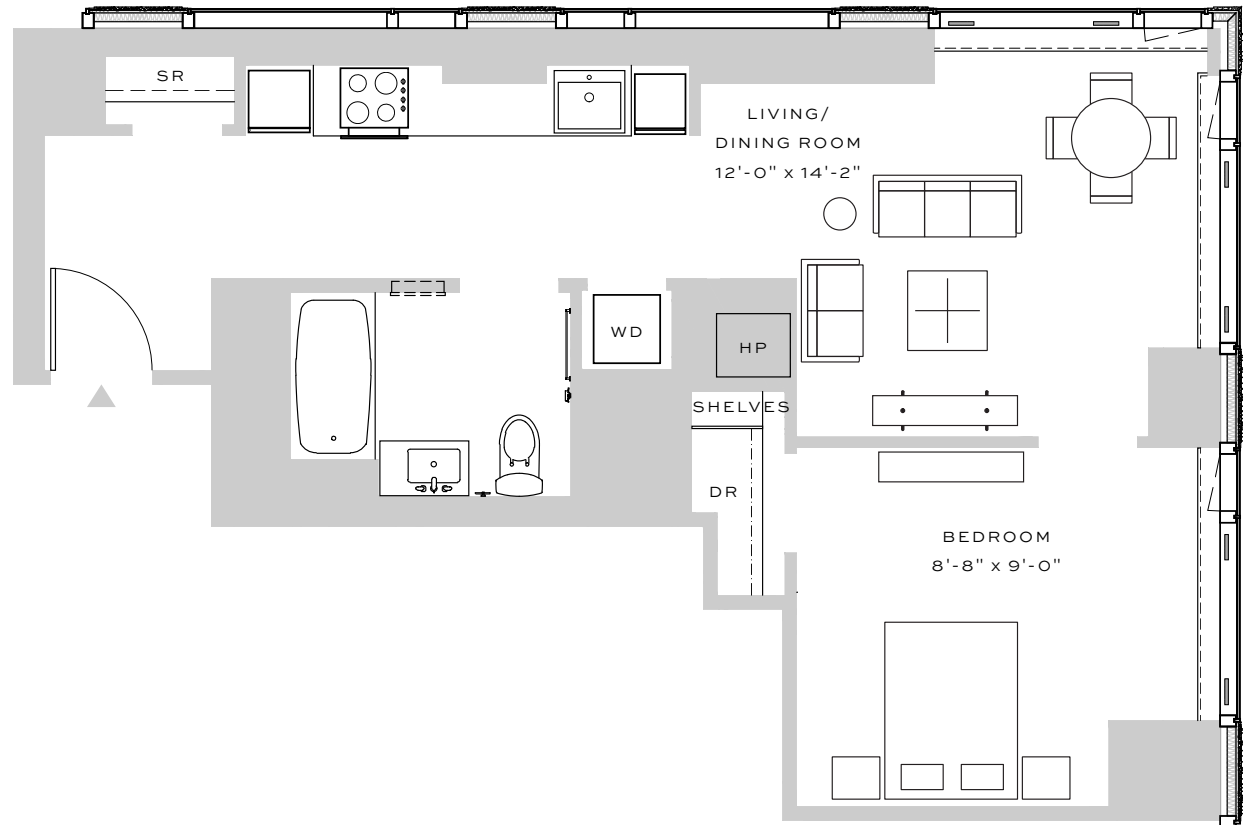 SR
LIVING/
DINING ROOM
12'-0" x 14'-2"
WD
HP
SHELVES
DR
BEDROOM
8'-8" x 9'-0"